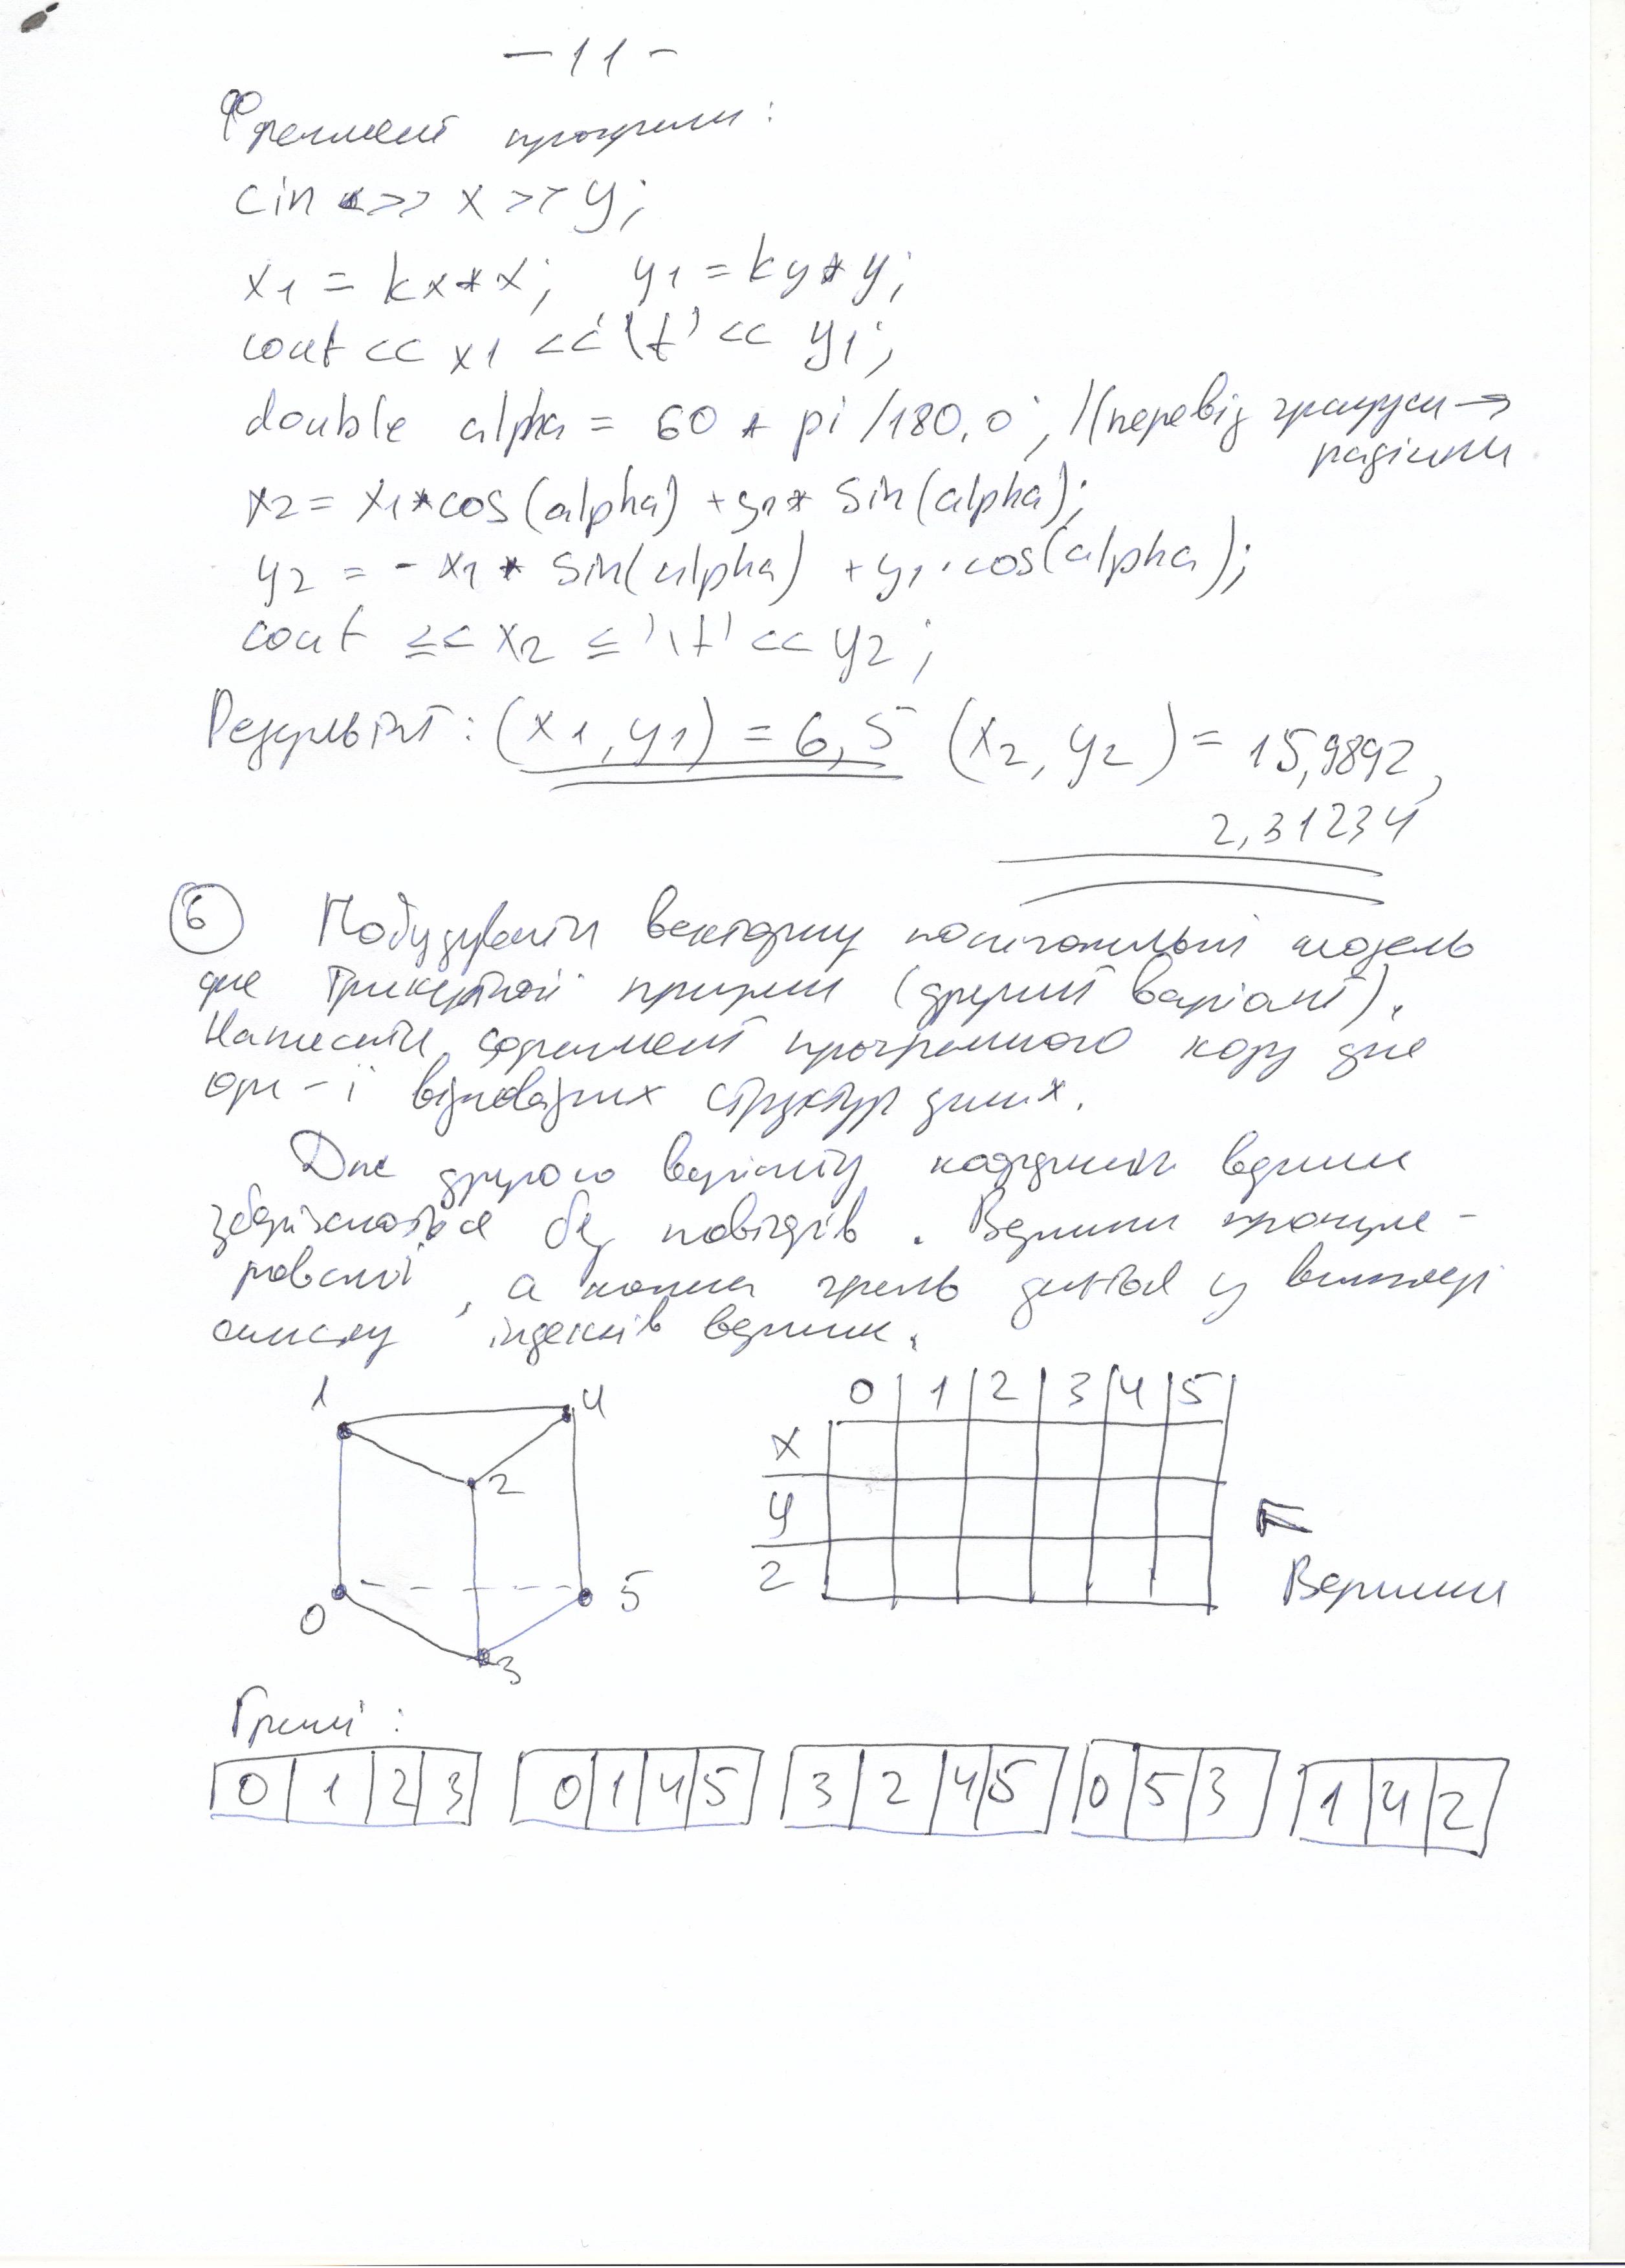 – 11 –
Фрагмент програми:
cin >> x >> y;
x1 = kx * x; y1 = ky * y;
cout << x1 << '\t' << y1;
double alpha = 60 * pi / 180.0; //перевід градуси →
радіани
x2 = x1 * cos(alpha) + y1 * sin(alpha);
y2 = - x1 * sin(alpha) + y1 · cos(alpha);
cout << x2 << '\t' << y2;
Результат: (x1, y1) = 6, 5 (x2, y2) = 15,9892,
2,31234
6 Побудувати векторну полігональну модель
для трикутної призми (другий варіант).
Написати фрагмент програмного коду для
орг-ї відповідних структур даних.
Для другого варіанту координати вершин
зберігаються без повторів. Вершини пронуме-
ровані, а кожна грань дається у вигляді
списку індексів вершин.
1 4
2
0 5
3
0 1 2 3 4 5
x
y
z
Вершини
Грані:
0 1 2 3 0 1 4 5 3 2 4 5 0 5 3 1 4 2